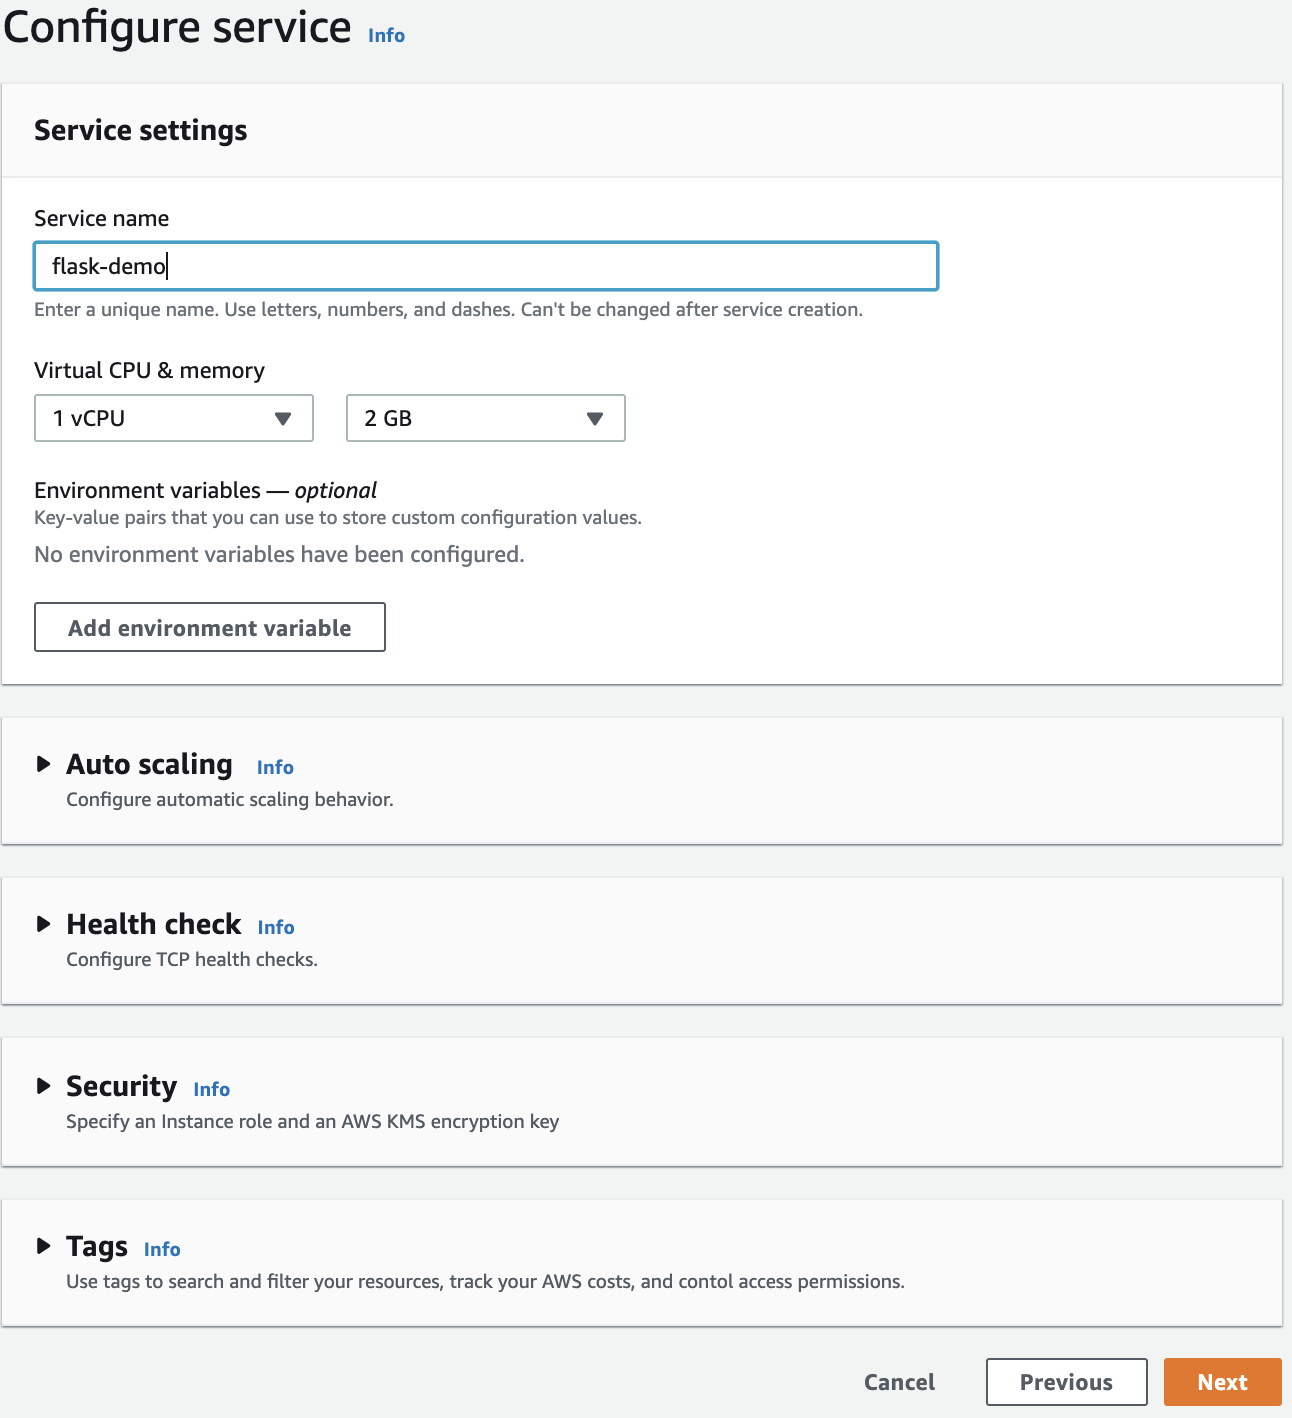 Configure service Info
Service settings
Service name
flask-demo
Enter a unique name. Use letters, numbers, and dashes. Can't be changed after service creation.
Virtual CPU & memory
1 vCPU 2 GB
Environment variables — optional
Key-value pairs that you can use to store custom configuration values.
No environment variables have been configured.
Add environment variable
Auto scaling Info
Configure automatic scaling behavior.
Health check Info
Configure TCP health checks.
Security Info
Specify an Instance role and an AWS KMS encryption key
Tags Info
Use tags to search and filter your resources, track your AWS costs, and contol access permissions.
Cancel Previous Next